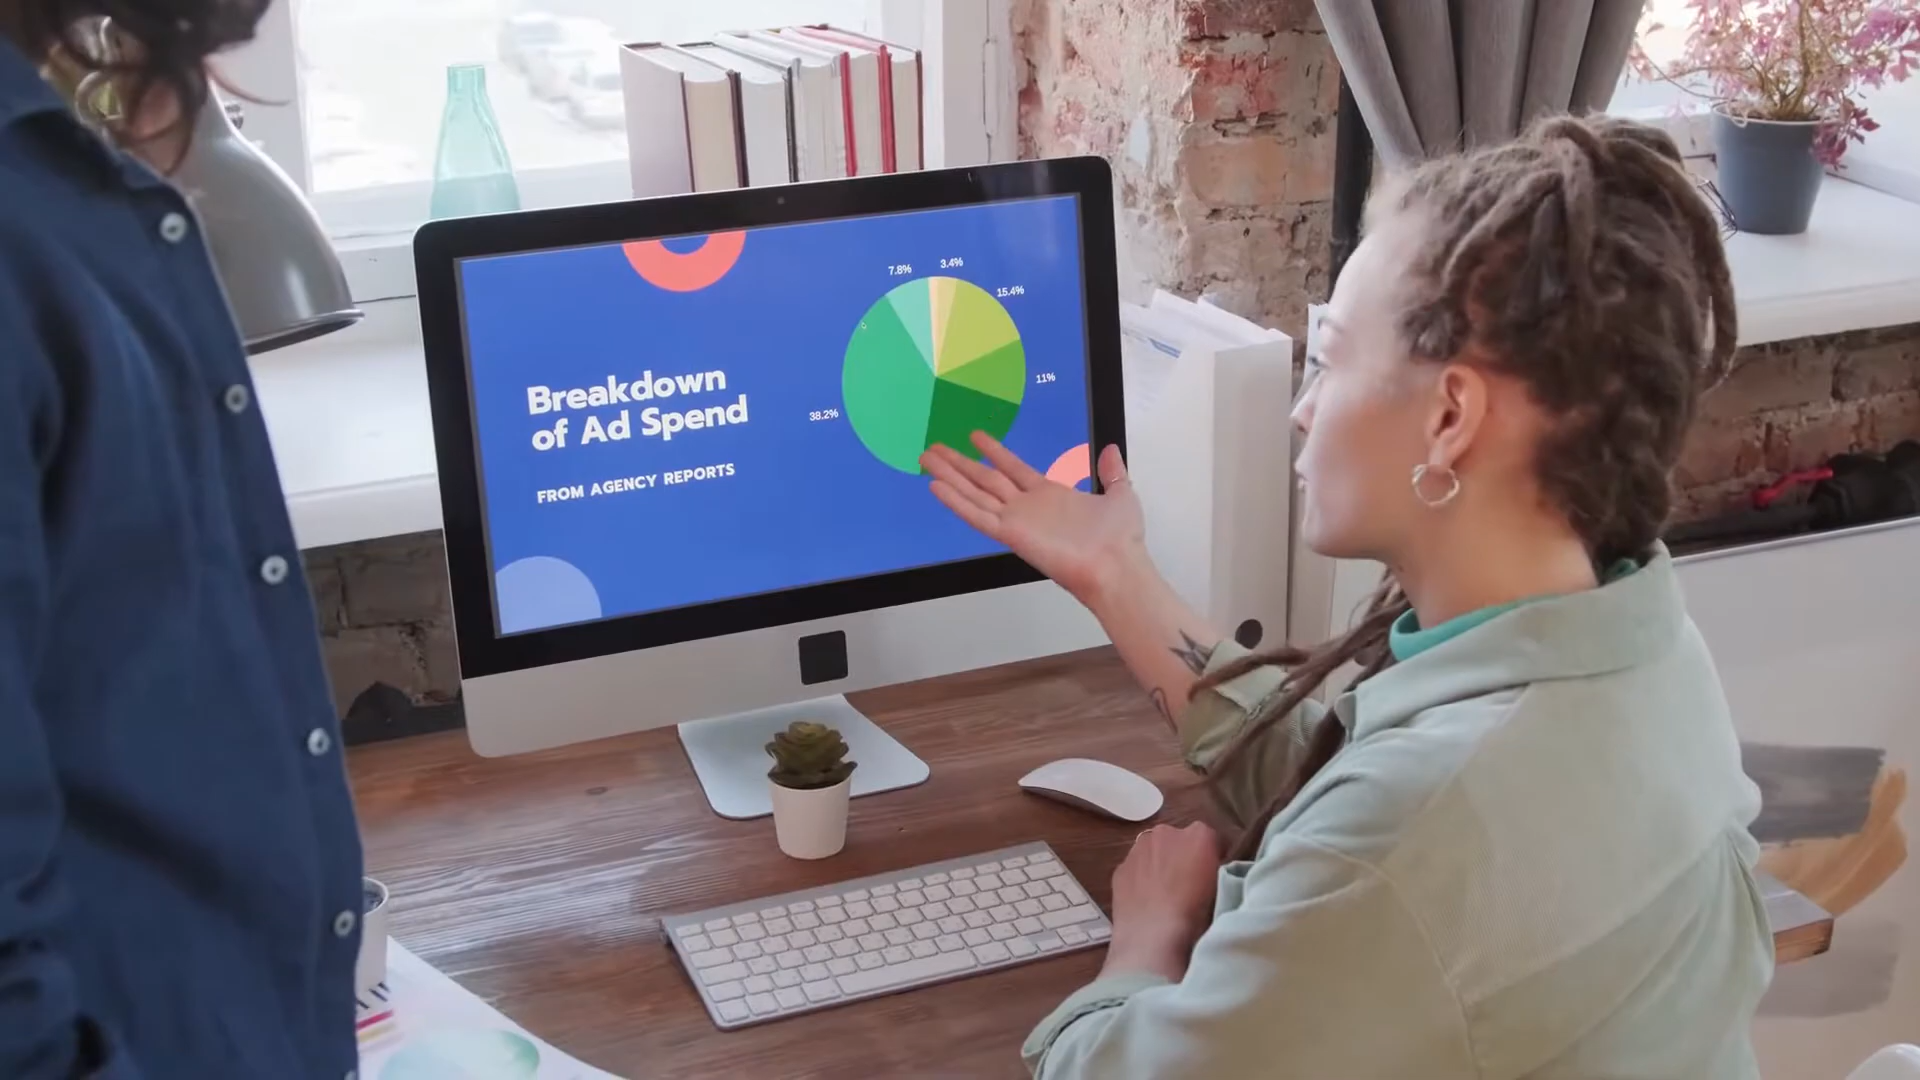 Breakdown
of Ad Spend
FROM AGENCY REPORTS
7.8%
3.4%
15.4%
11%
38.2%